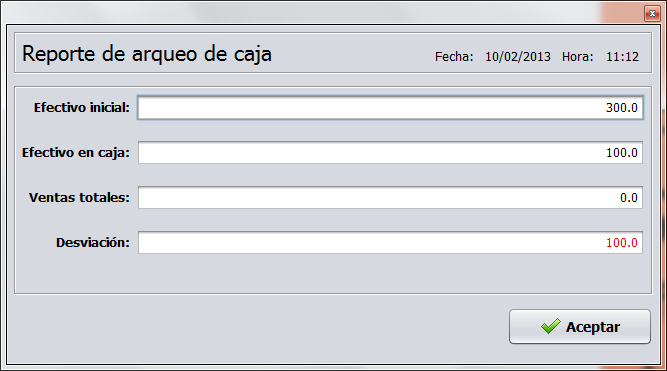 Reporte de arqueo de caja
Fecha: 10/02/2013 Hora: 11:12
Efectivo inicial: 300.0
Efectivo en caja: 100.0
Ventas totales: 0.0
Desviación: 100.0
Aceptar